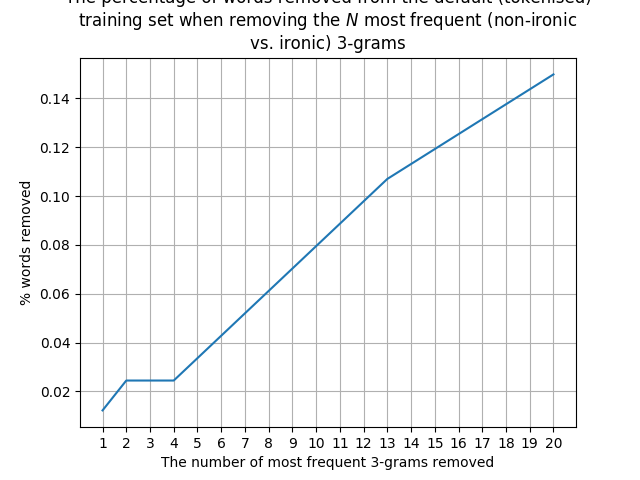 The percentage of words removed from the default (tokenised)
training set when removing the N most frequent (non-ironic
vs. ironic) 3-grams
0.14
0.12
0.10
0.08
0.06
0.04
0.02
% words removed
1 2 3 4 5 6 7 8 9 10 11 12 13 14 15 16 17 18 19 20
The number of most frequent 3-grams removed